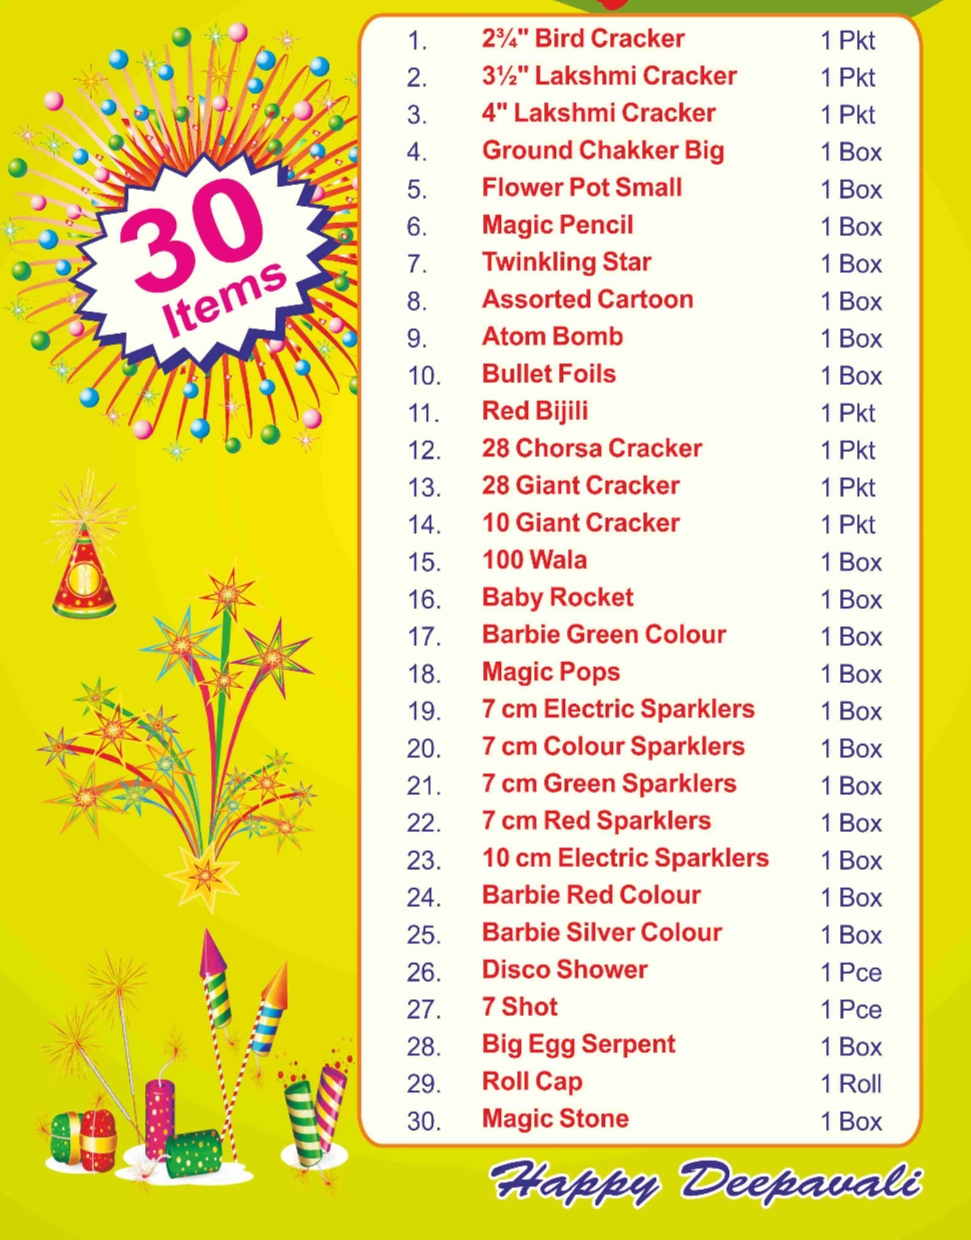 30
Items
1. 2¾" Bird Cracker 1 Pkt
2. 3½" Lakshmi Cracker 1 Pkt
3. 4" Lakshmi Cracker 1 Pkt
4. Ground Chakker Big 1 Box
5. Flower Pot Small 1 Box
6. Magic Pencil 1 Box
7. Twinkling Star 1 Box
8. Assorted Cartoon 1 Box
9. Atom Bomb 1 Box
10. Bullet Foils 1 Box
11. Red Bijili 1 Pkt
12. 28 Chorsa Cracker 1 Pkt
13. 28 Giant Cracker 1 Pkt
14. 10 Giant Cracker 1 Pkt
15. 100 Wala 1 Box
16. Baby Rocket 1 Box
17. Barbie Green Colour 1 Box
18. Magic Pops 1 Box
19. 7 cm Electric Sparklers 1 Box
20. 7 cm Colour Sparklers 1 Box
21. 7 cm Green Sparklers 1 Box
22. 7 cm Red Sparklers 1 Box
23. 10 cm Electric Sparklers 1 Box
24. Barbie Red Colour 1 Box
25. Barbie Silver Colour 1 Box
26. Disco Shower 1 Pce
27. 7 Shot 1 Pce
28. Big Egg Serpent 1 Box
29. Roll Cap 1 Roll
30. Magic Stone 1 Box
Happy Deepavali